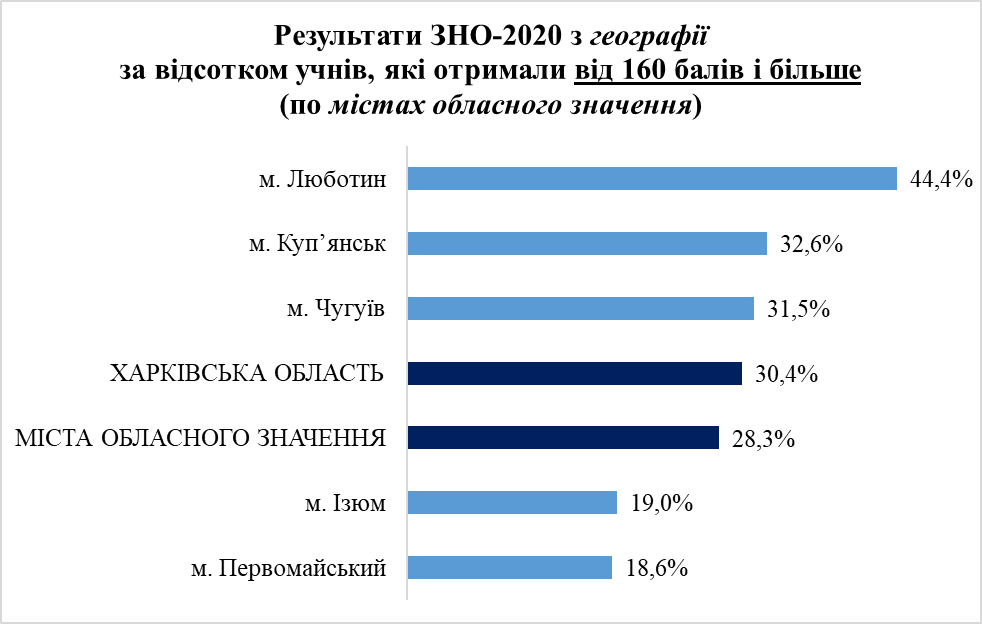 Результати ЗНО-2020 з географії
за відсотком учнів, які отримали від 160 балів і більше
(по містах обласного значення)
м. Люботин 44,4%
м. Куп’янськ 32,6%
м. Чугуїв 31,5%
ХАРКІВСЬКА ОБЛАСТЬ 30,4%
МІСТА ОБЛАСНОГО ЗНАЧЕННЯ 28,3%
м. Ізюм 19,0%
м. Первомайський 18,6%